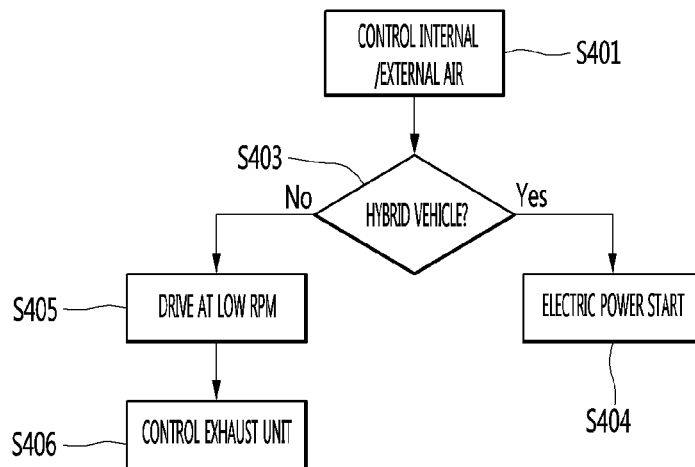 CONTROL INTERNAL
/EXTERNAL AIR
S401
S403
No
HYBRID VEHICLE?
Yes
S405
DRIVE AT LOW RPM
ELECTRIC POWER START
S404
S406
CONTROL EXHAUST UNIT